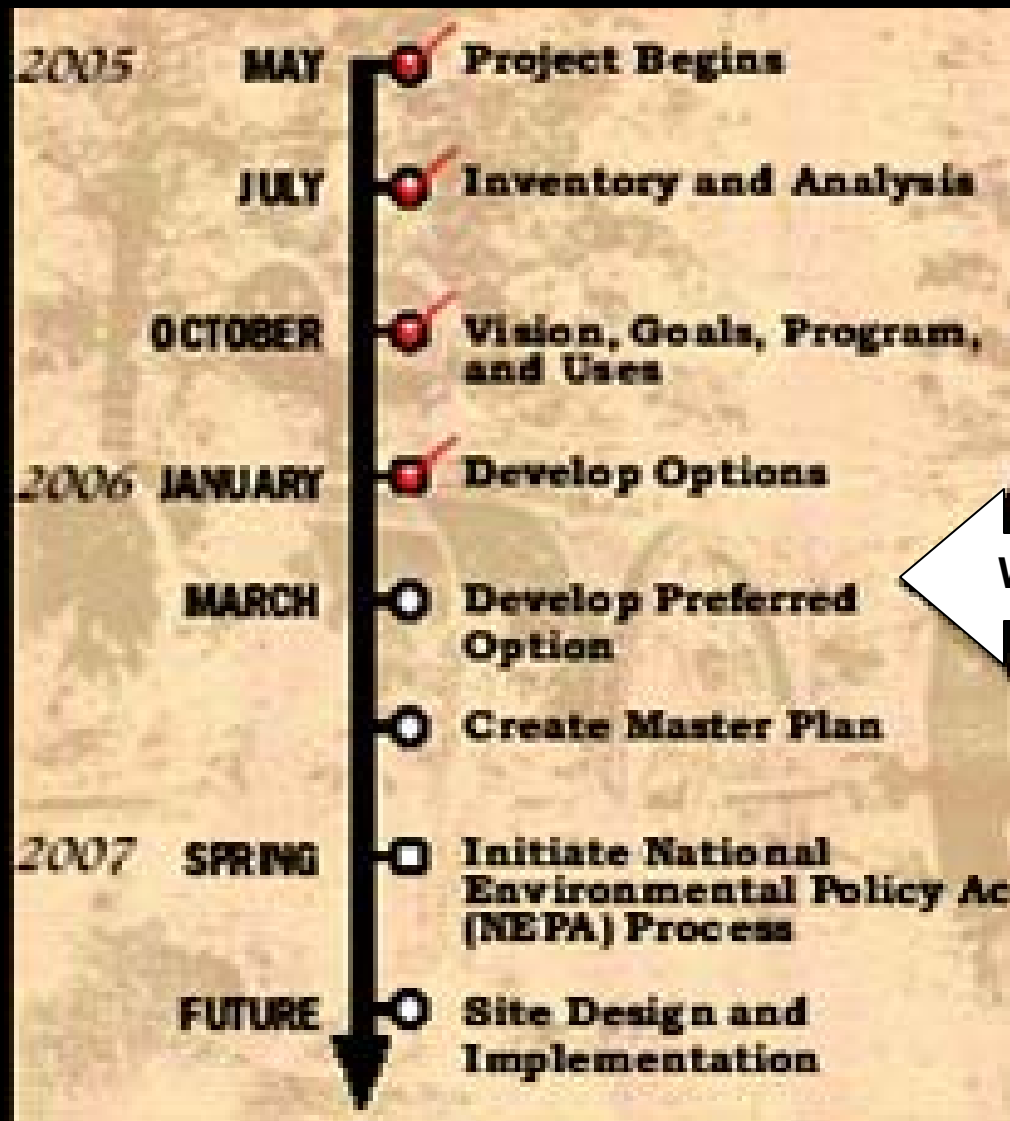 2005 MAY Project Begins
JULY Inventory and Analysis
OCTOBER Vision, Goals, Program,
and Uses
2006 JANUARY Develop Options
MARCH Develop Preferred
Option
Create Master Plan
2007 SPRING Initiate National
Environmental Policy
(NEPA) Process
FUTURE Site Design and
Implementation